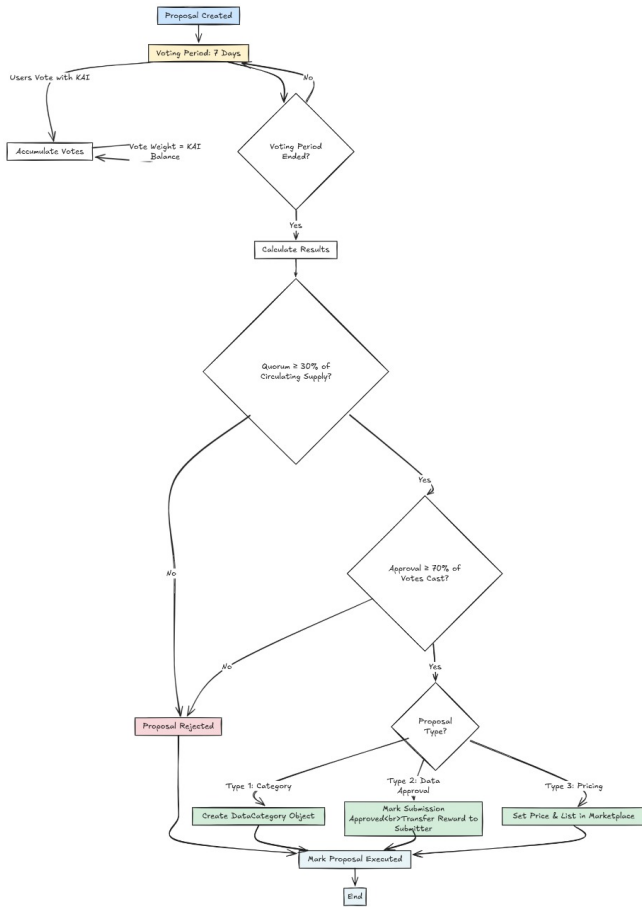 Proposal Created
Voting Period: 7 Days
Users Vote with KAI
No
Accumulate Votes
Vote Weight = KAI
Balance
Voting Period
Ended?
Yes
Calculate Results
Quorum ≥ 30% of
Circulating Supply?
Yes
No
Approval ≥ 70% of
Votes Cast?
No
Yes
Proposal Rejected
Proposal
Type?
Type 1: Category
Type 2: Data
Approval
Type 3: Pricing
Create DataCategory Object
Mark Submission
Approved<br>Transfer Reward to
Submitter
Set Price & List in Marketplace
Mark Proposal Executed
End